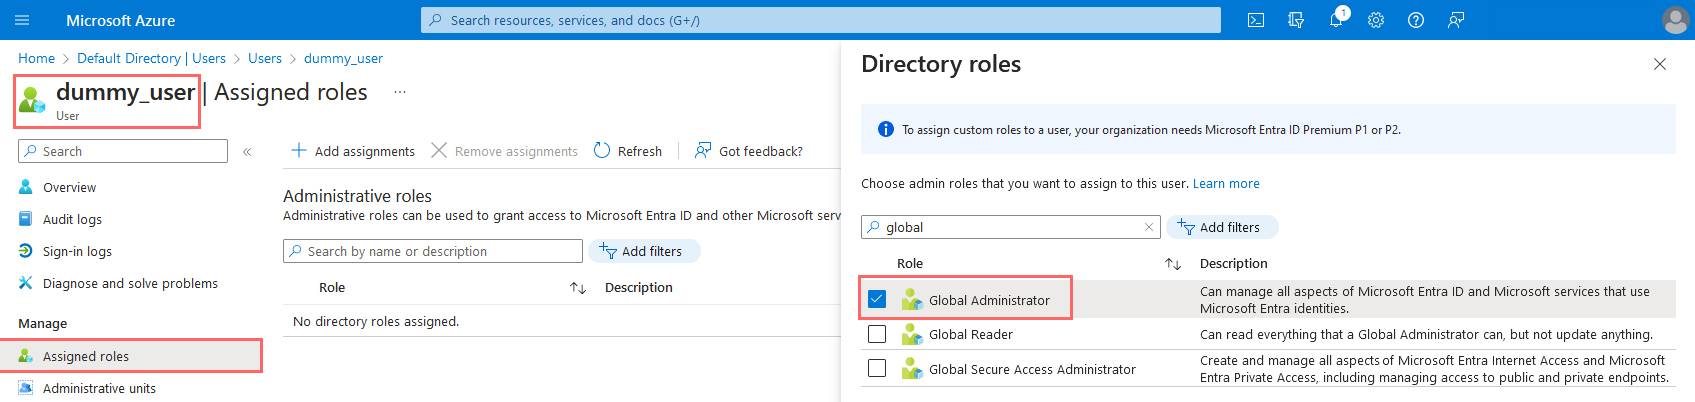 Microsoft Azure
Search resources, services, and docs (G+/)
1
Home > Default Directory | Users > Users > dummy_user
dummy_user | Assigned roles ...
User
Search
«
Overview
Audit logs
Sign-in logs
Diagnose and solve problems
Manage
Assigned roles
Administrative units
Add assignments
Remove assignments
Refresh
Got feedback?
Administrative roles
Administrative roles can be used to grant access to Microsoft Entra ID and other Microsoft serv
Search by name or description
Add filters
Role
Description
No directory roles assigned.
Directory roles
To assign custom roles to a user, your organization needs Microsoft Entra ID Premium P1 or P2.
Choose admin roles that you want to assign to this user. Learn more
global
Add filters
Role
Description
Global Administrator
Can manage all aspects of Microsoft Entra ID and Microsoft services that use
Microsoft Entra identities.
Global Reader
Can read everything that a Global Administrator can, but not update anything.
Global Secure Access Administrator
Create and manage all aspects of Microsoft Entra Internet Access and Microsoft
Entra Private Access, including managing access to public and private endpoints.